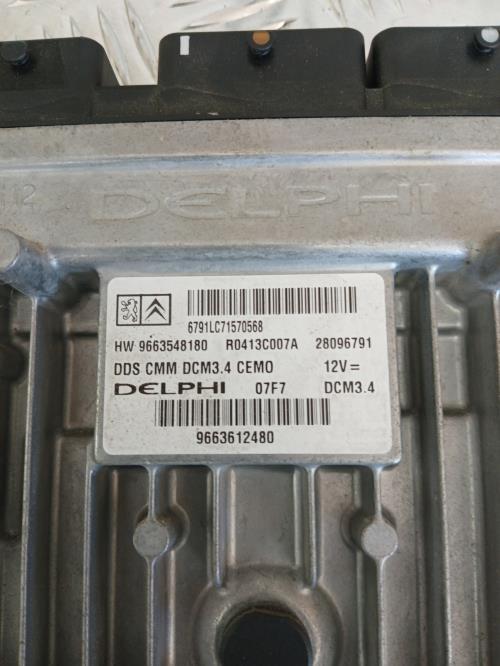 DELPHI
6791LC71570568
HW 9663548180 R0413C007A 28096791
DDS CMM DCM3.4 CEMO 12V=
DELPHI 07F7 DCM3.4
9663612480